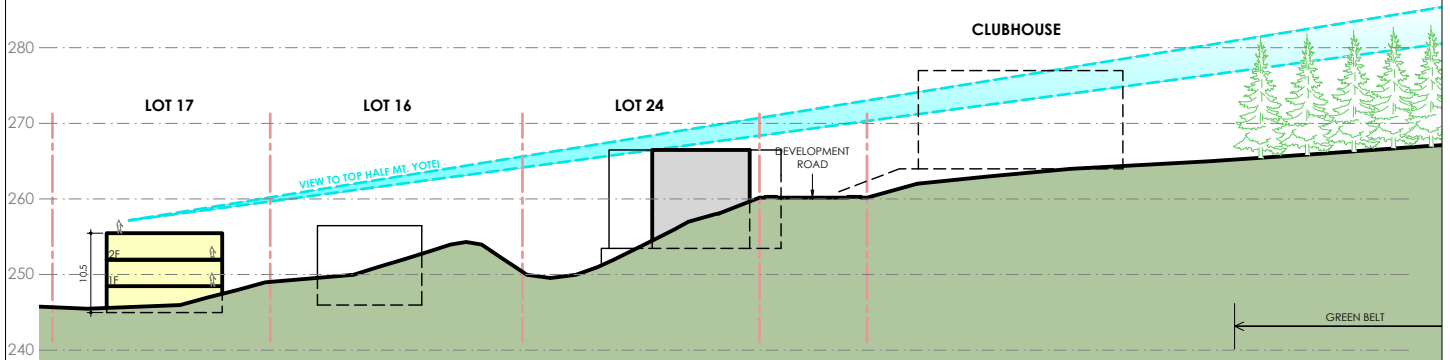 CLUBHOUSE
280
LOT 17
LOT 16
LOT 24
270
DEVELOPMENT
ROAD
VIEW TO TOP HALF MT. YOTEI
260
2F
10.5
1F
250
GREEN BELT
240